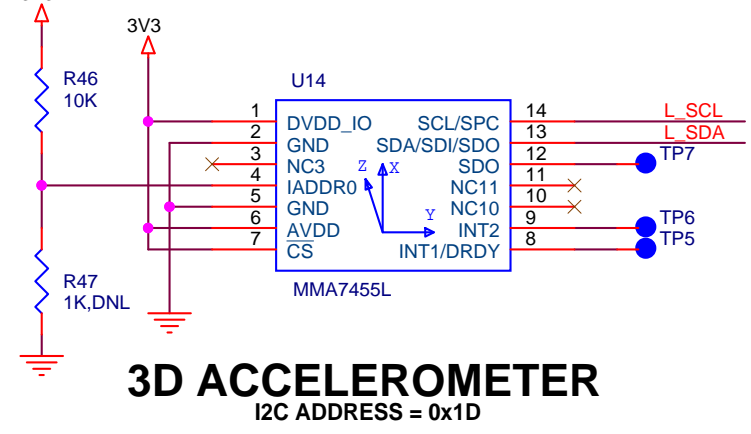 3V3
R46
10K
U14
1 DVDD_IO SCL/SPC 14 L_SCL
2 GND SDA/SDI/SDO 13 L_SDA
3 NC3 Z X SDO 12 TP7
4 IADDR0 NC11 11
5 GND Y NC10 10
6 AVDD INT2 9 TP6
7 CS INT1/DRDY 8 TP5
R47
1K,DNL
MMA7455L
3D ACCELEROMETER
I2C ADDRESS = 0x1D